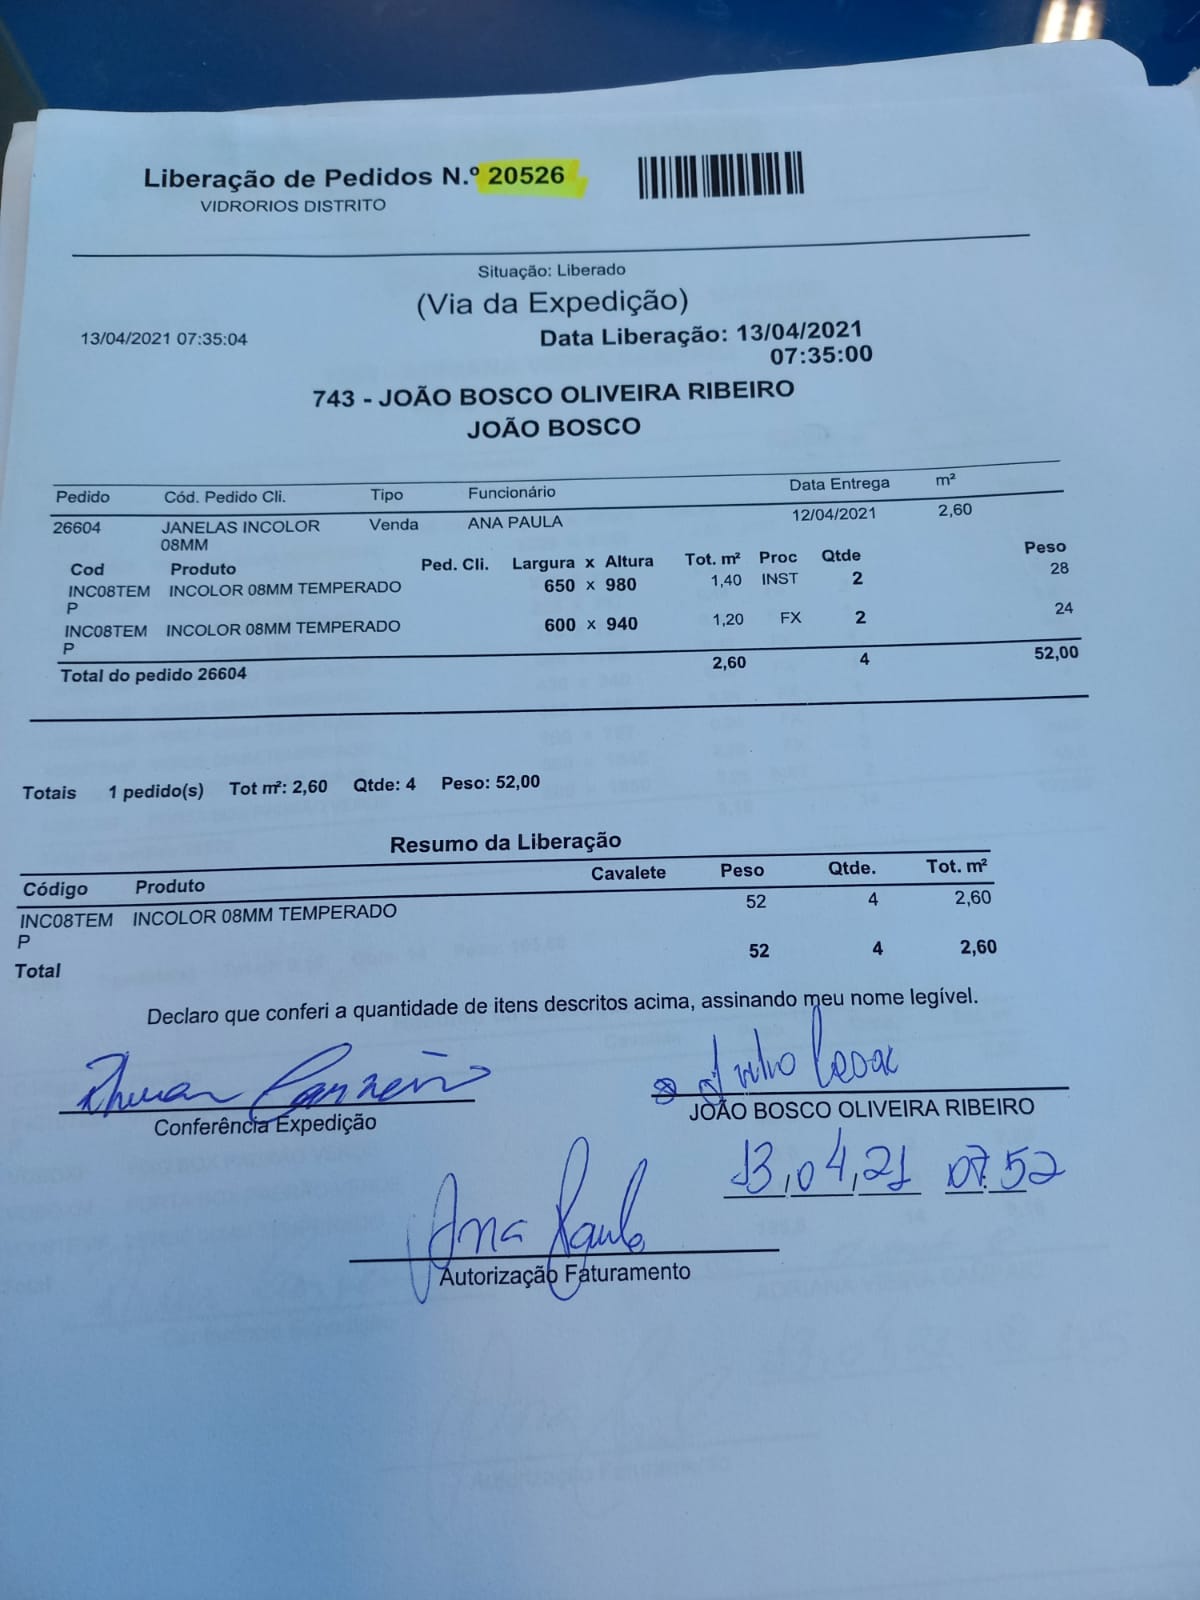 Liberação de Pedidos N.º 20526
VIDRORIOS DISTRITO
Situação: Liberado
(Via da Expedição)
13/04/2021 07:35:04
Data Liberação: 13/04/2021
07:35:00
743 - JOÃO BOSCO OLIVEIRA RIBEIRO
JOÃO BOSCO
Pedido Cód. Pedido Cli. Tipo Funcionário Data Entrega m²
26604 JANELAS INCOLOR 08MM Venda ANA PAULA 12/04/2021 2,60
Cod Produto Ped. Cli. Largura x Altura Tot. m² Proc Qtde Peso
INC08TEMP INCOLOR 08MM TEMPERADO 650 x 980 1,40 INST 2 28
INC08TEMP INCOLOR 08MM TEMPERADO 600 x 940 1,20 FX 2 24
Total do pedido 26604 2,60 4 52,00
Totais 1 pedido(s) Tot m²: 2,60 Qtde: 4 Peso: 52,00
Resumo da Liberação
Código Produto Cavalete Peso Qtde. Tot. m²
INC08TEMP INCOLOR 08MM TEMPERADO 52 4 2,60
Total 52 4 2,60
Declaro que conferi a quantidade de itens descritos acima, assinando meu nome legível.
Conferência Expedição
JOÃO BOSCO OLIVEIRA RIBEIRO
13,04,21 07:52
Ana Paula
Autorização Faturamento